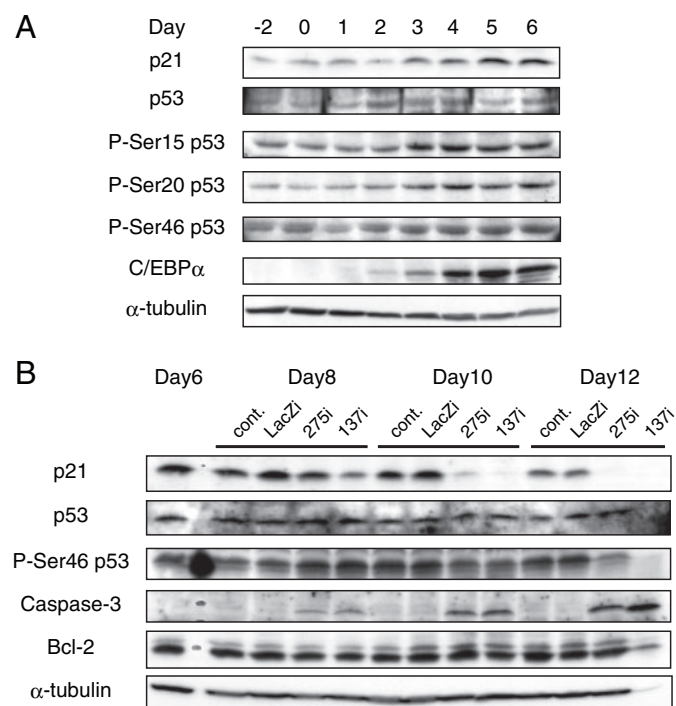 A
Day -2 0 1 2 3 4 5 6
p21
p53
P-Ser15 p53
P-Ser20 p53
P-Ser46 p53
C/EBPα
α-tubulin
B
Day6 Day8 Day10 Day12
cont. LacZi 275i 137i cont. LacZi 275i 137i cont. LacZi 275i 137i
p21
p53
P-Ser46 p53
Caspase-3
Bcl-2
α-tubulin